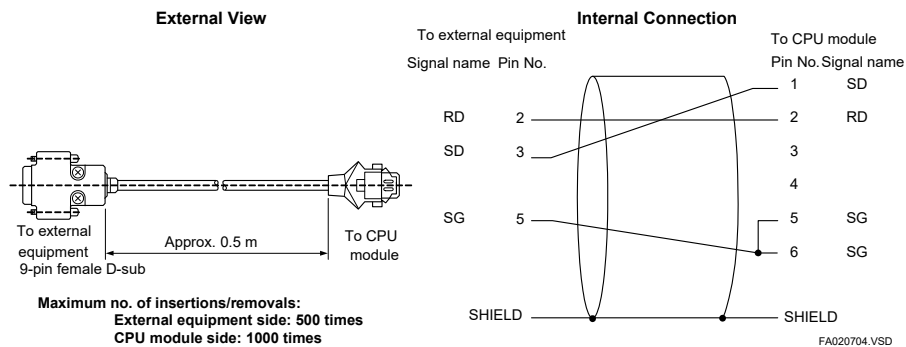 External View
To external
equipment
9-pin female D-sub
Approx. 0.5 m
To CPU
module
Maximum no. of insertions/removals:
External equipment side: 500 times
CPU module side: 1000 times
Internal Connection
To external equipment
To CPU module
Signal name Pin No.
Pin No. Signal name
1 SD
RD 2 2 RD
SD 3 3
4
SG 5 5 SG
6 SG
SHIELD SHIELD
FA020704.VSD